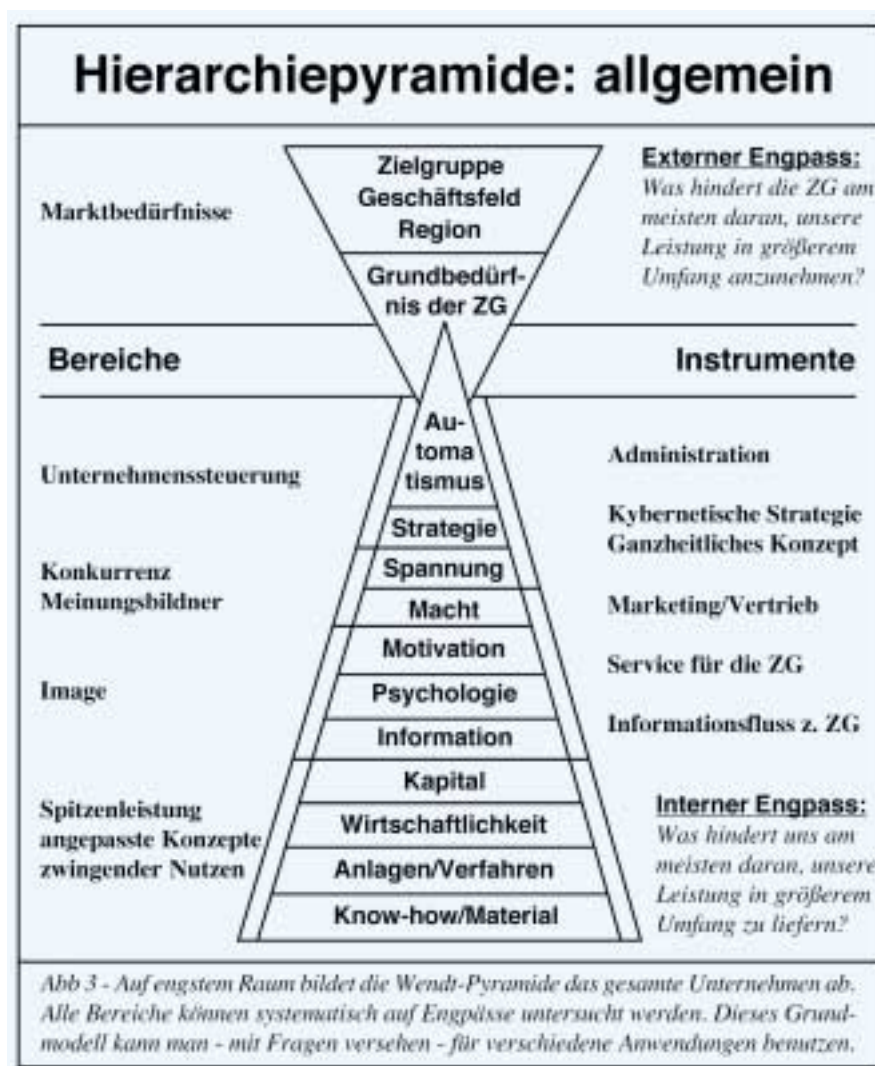 Hierarchiepyramide: allgemein
Marktbedürfnisse
Zielgruppe
Geschäftsfeld
Region
Grundbedürf-
nis der ZG
Externer Engpass:
Was hindert die ZG am
meisten daran, unsere
Leistung in größerem
Umfang anzunehmen?
Bereiche
Instrumente
Unternehmenssteuerung
Konkurrenz
Meinungsbildner
Image
Spitzenleistung
angepasste Konzepte
zwingender Nutzen
Au-
toma
tismus
Strategie
Spannung
Macht
Motivation
Psychologie
Information
Kapital
Wirtschaftlichkeit
Anlagen/Verfahren
Know-how/Material
Administration
Kybernetische Strategie
Ganzheitliches Konzept
Marketing/Vertrieb
Service für die ZG
Informationsfluss z. ZG
Interner Engpass:
Was hindert uns am
meisten daran, unsere
Leistung in größerem
Umfang zu liefern?
Abb 3 - Auf engstem Raum bildet die Wendt-Pyramide das gesamte Unternehmen ab.
Alle Bereiche können systematisch auf Engpässe untersucht werden. Dieses Grund-
modell kann man - mit Fragen versehen - für verschiedene Anwendungen benutzen.